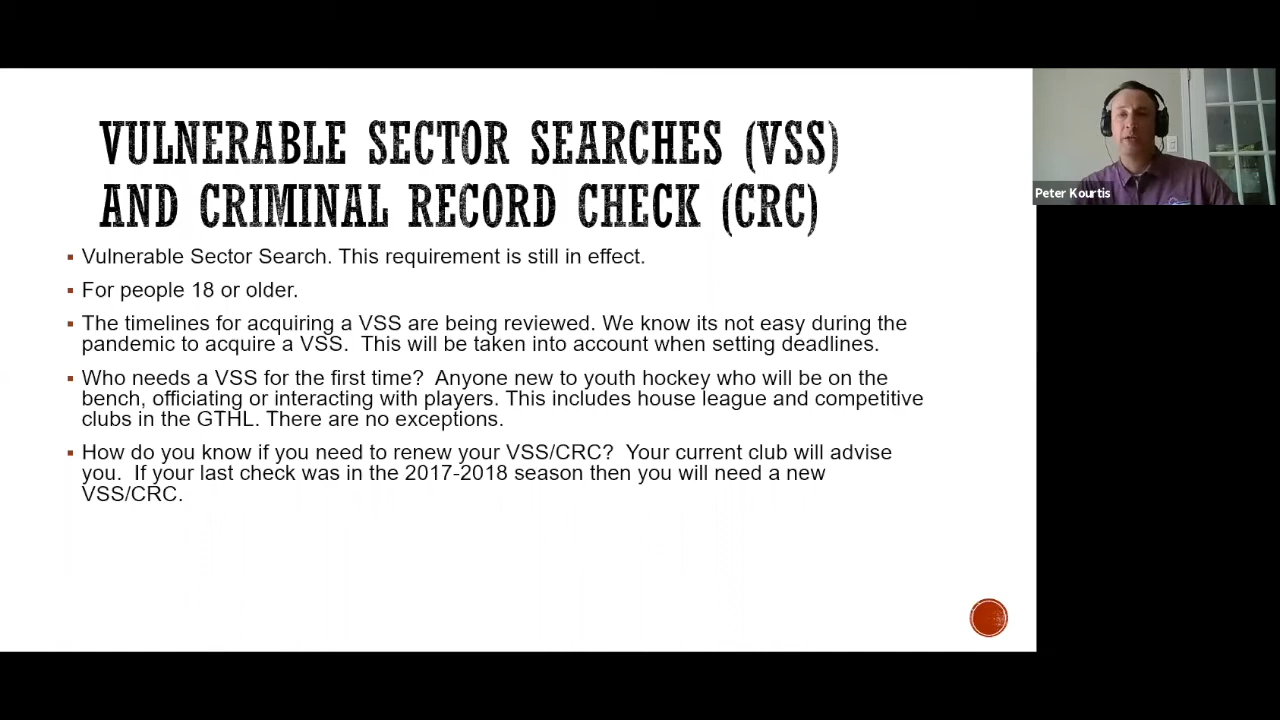 VULNERABLE SECTOR SEARCHES (VSS)
AND CRIMINAL RECORD CHECK (CRC)
▪ Vulnerable Sector Search. This requirement is still in effect.
▪ For people 18 or older.
▪ The timelines for acquiring a VSS are being reviewed. We know its not easy during the
pandemic to acquire a VSS.  This will be taken into account when setting deadlines.
▪ Who needs a VSS for the first time?  Anyone new to youth hockey who will be on the
bench, officiating or interacting with players. This includes house league and competitive
clubs in the GTHL. There are no exceptions.
▪ How do you know if you need to renew your VSS/CRC?  Your current club will advise
you.  If your last check was in the 2017-2018 season then you will need a new
VSS/CRC.
Peter Kourtis